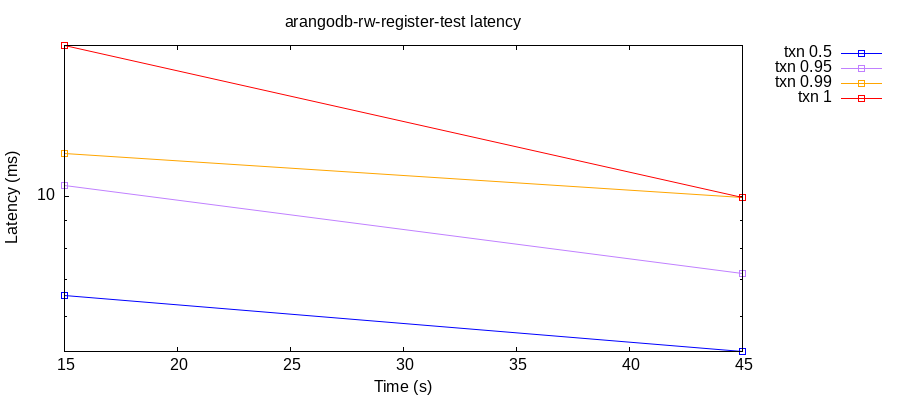 arangodb-rw-register-test latency
txn 0.5
txn 0.95
txn 0.99
txn 1
Latency (ms)
10
15 20 25 30 35 40 45
Time (s)